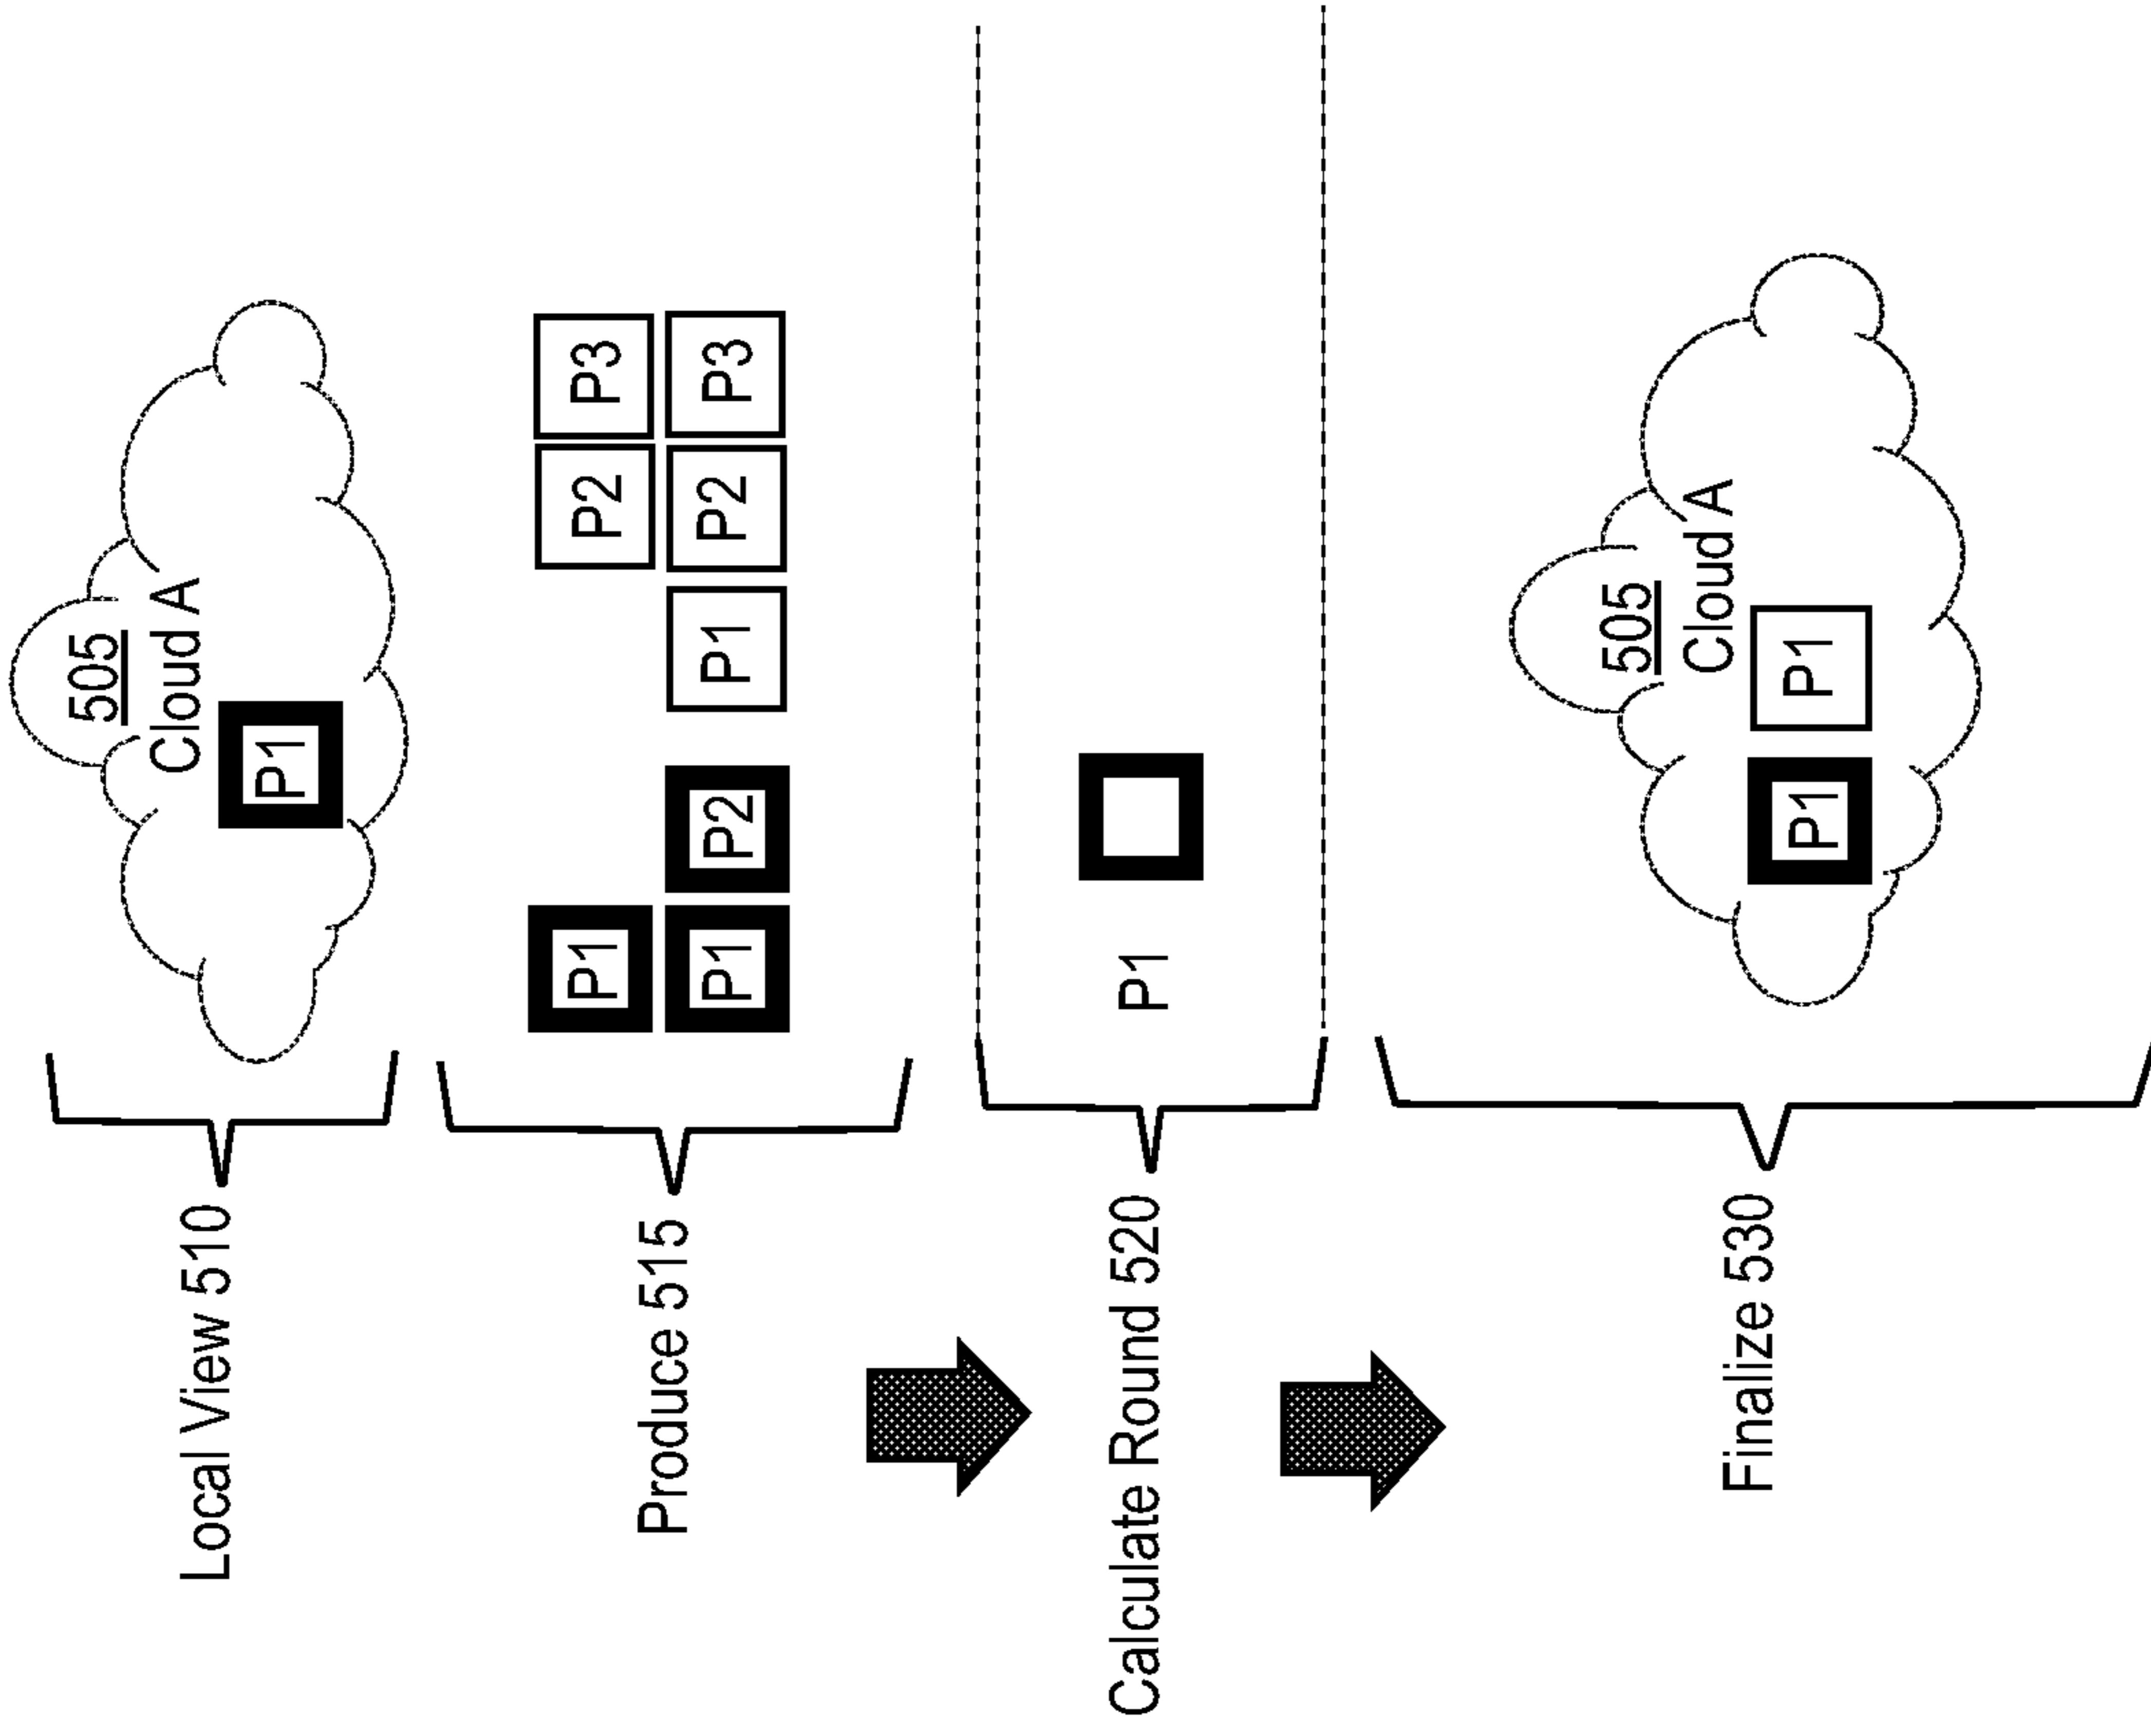 Local View 510
505
Cloud A
P1
Produce 515
P1 P2 P3
P1 P2 P1 P2 P3
Calculate Round 520
P1
Finalize 530
505
Cloud A
P1 P1